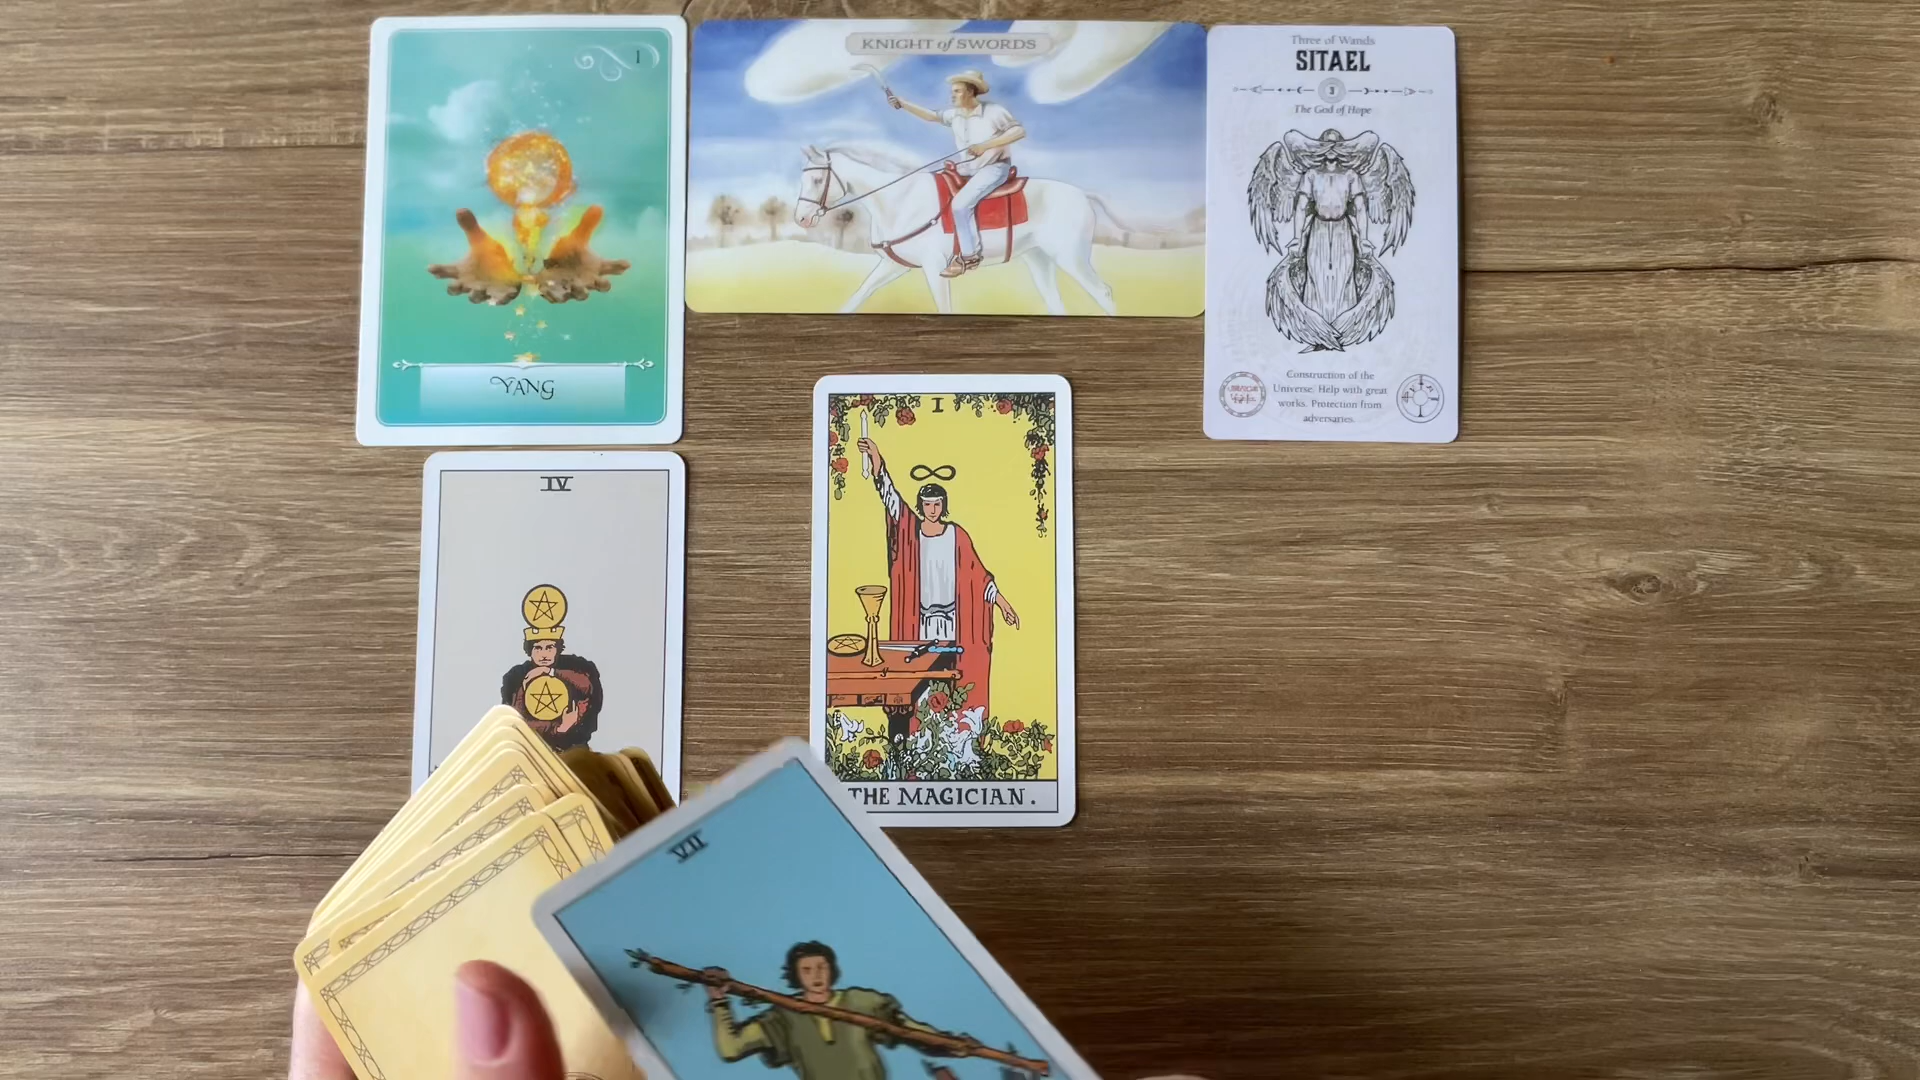 1
YANG
KNIGHT of SWORDS
Three of Wands
SITAEL
3
The God of Hope
Construction of the
Universe. Help with great
works. Protection from
adversaries.
IV
I
THE MAGICIAN.
VII